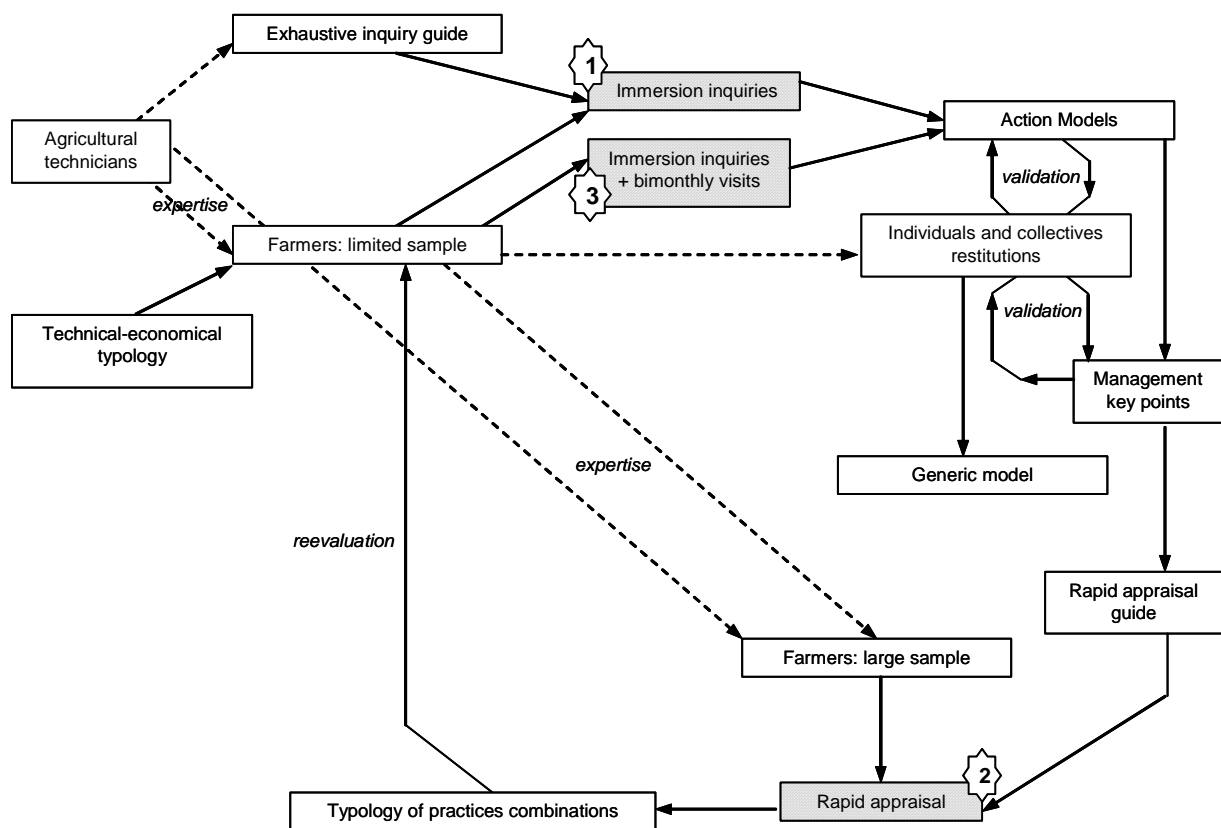 Exhaustive inquiry guide
1
Immersion inquiries
Action Models
Agricultural
technicians
Immersion inquiries
+ bimonthly visits
3
validation
expertise
Farmers: limited sample
Individuals and collectives
restitutions
validation
Technical-economical
typology
Management
key points
expertise
Generic model
reevaluation
Rapid appraisal
guide
Farmers: large sample
2
Rapid appraisal
Typology of practices combinations